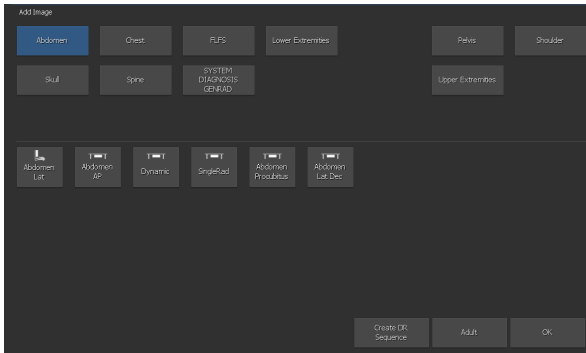 Add Image
Abdomen
Chest
FLFS
Lower Extremities
Pelvis
Shoulder
Skull
Spine
SYSTEM
DIAGNOSIS
GENRAD
Upper Extremities
Abdomen
Lat
Abdomen
AP
Dynamic
SingleRad
Abdomen
Procubitus
Abdomen
Lat Dec
Create DR
Sequence
Adult
OK